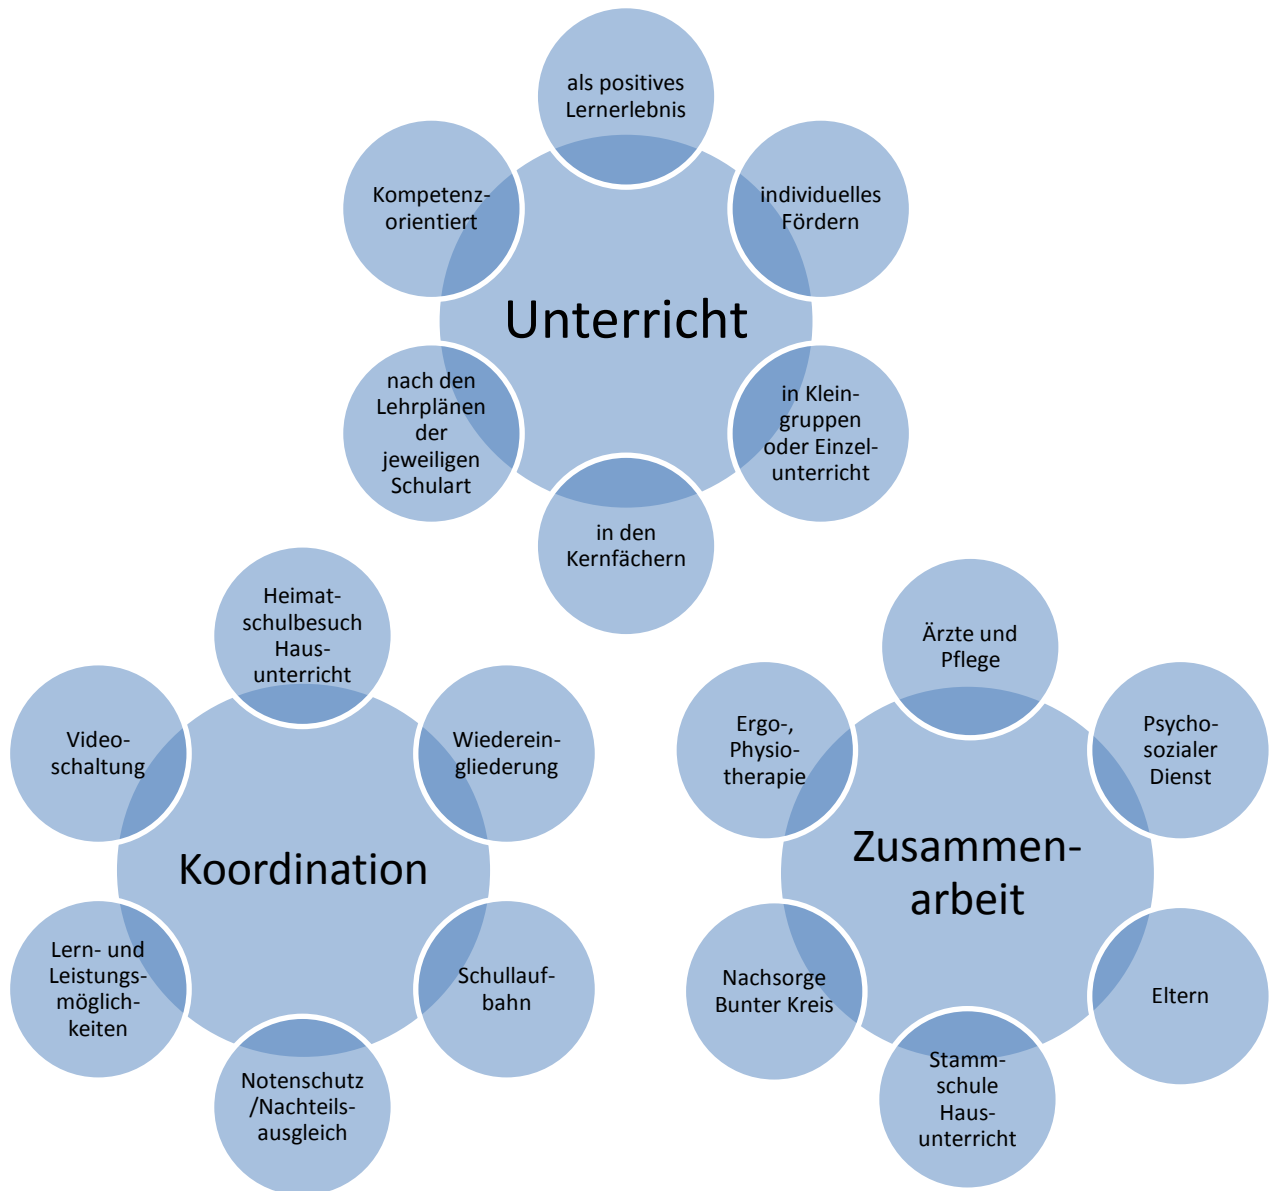 als positives
Lernerlebnis
individuelles
Fördern
in Klein-
gruppen
oder Einzel-
unterricht
in den
Kernfächern
nach den
Lehrplänen
der
jeweiligen
Schulart
Kompetenz-
orientiert
Unterricht
Heimat-
schulbesuch
Haus-
unterricht
Wiederein-
gliederung
Schullauf-
bahn
Notenschutz
/Nachteils-
ausgleich
Lern- und
Leistungs-
möglich-
keiten
Video-
schaltung
Koordination
Ärzte und
Pflege
Psycho-
sozialer
Dienst
Eltern
Stamm-
schule
Haus-
unterricht
Nachsorge
Bunter Kreis
Ergo-,
Physio-
therapie
Zusammen-
arbeit